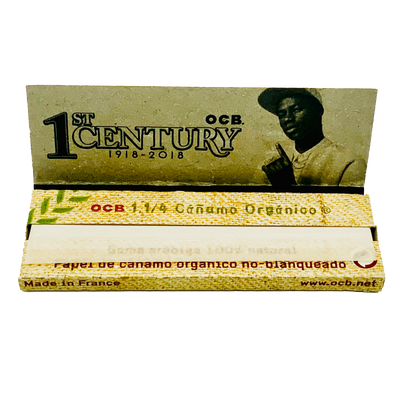 OCB
1ST CENTURY
1918-2018
OCB 1.1/4 Cáñamo Orgánico ®
Goma arábiga 100% natural
Papel de cáñamo orgánico no-blanqueado
Made in France www.ocb.net